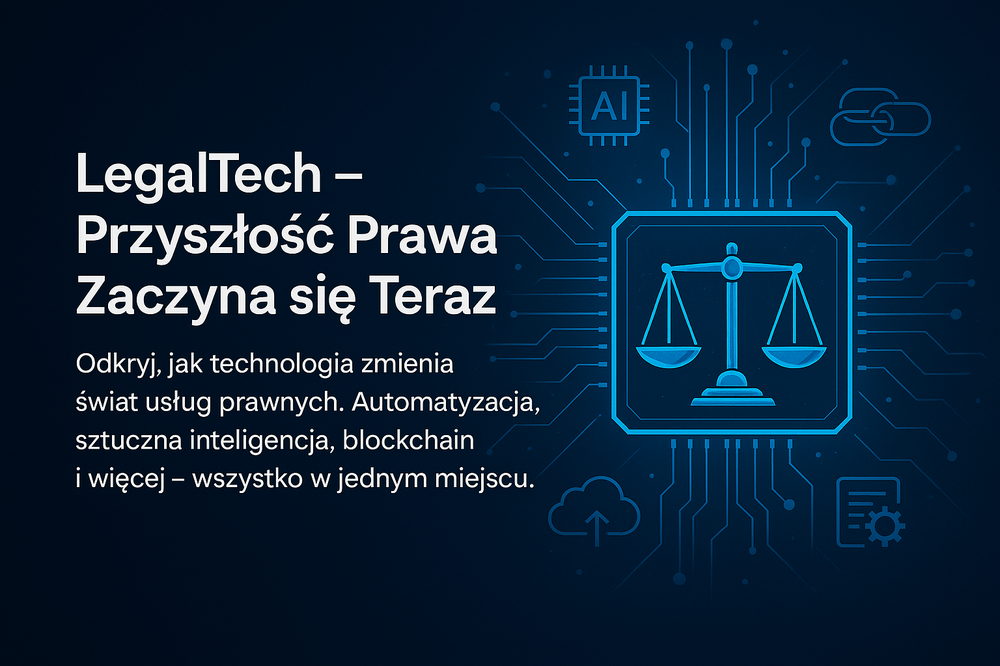 LegalTech –
Przyszłość Prawa
Zaczyna się Teraz
Odkryj, jak technologia zmienia
świat usług prawnych. Automatyzacja,
sztuczna inteligencja, blockchain
i więcej – wszystko w jednym miejscu.
AI